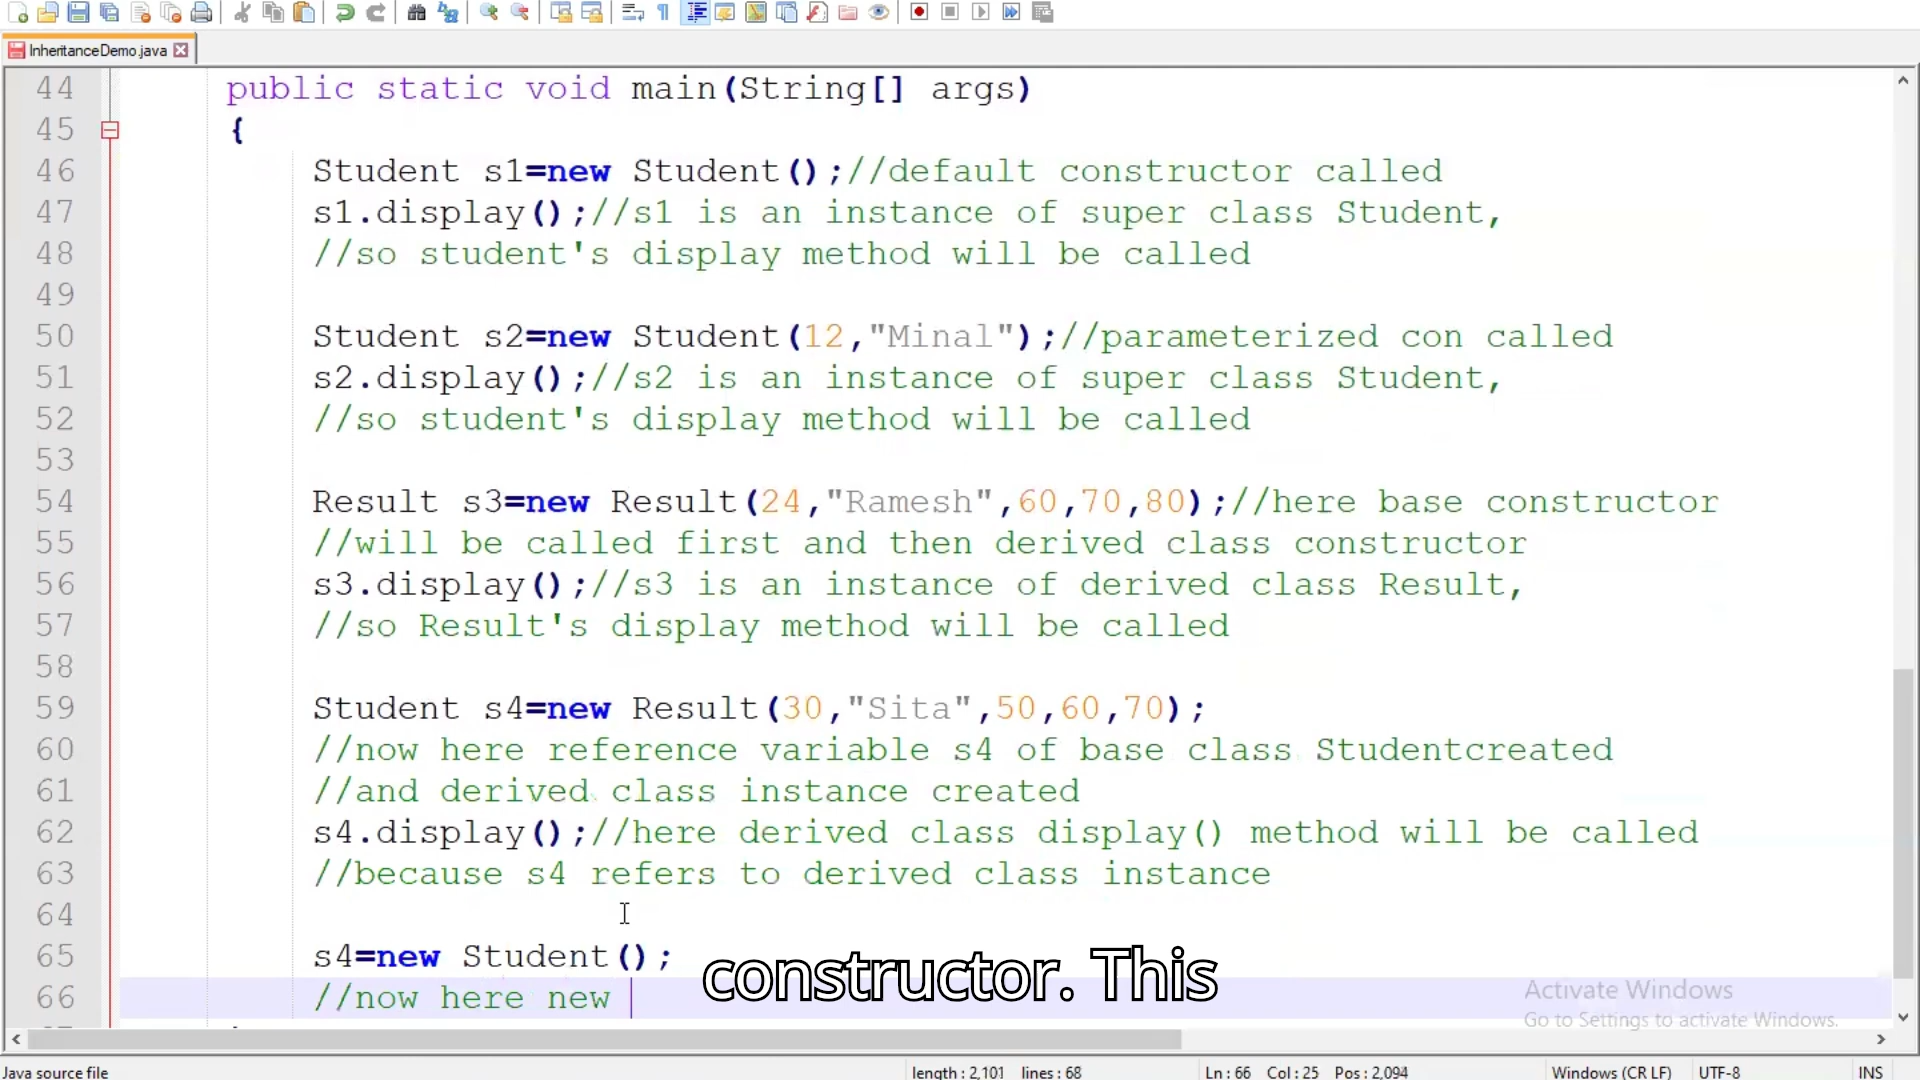 InheritanceDemo.java
44 public static void main(String[] args)
45 {
46 Student s1=new Student();//default constructor called
47 s1.display();//s1 is an instance of super class Student,
48 //so student's display method will be called
49
50 Student s2=new Student(12,"Minal");//parameterized con called
51 s2.display();//s2 is an instance of super class Student,
52 //so student's display method will be called
53
54 Result s3=new Result(24,"Ramesh",60,70,80);//here base constructor
55 //will be called first and then derived class constructor
56 s3.display();//s3 is an instance of derived class Result,
57 //so Result's display method will be called
58
59 Student s4=new Result(30,"Sita",50,60,70);
60 //now here reference variable s4 of base class Studentcreated
61 //and derived class instance created
62 s4.display();//here derived class display() method will be called
63 //because s4 refers to derived class instance
64
65 s4=new Student();
66 //now here new
constructor. This
Activate Windows
Go to Settings to activate Windows.
Java source file length : 2,101 lines : 68 Ln : 66 Col : 25 Pos : 2,094 Windows (CR LF) UTF-8 INS